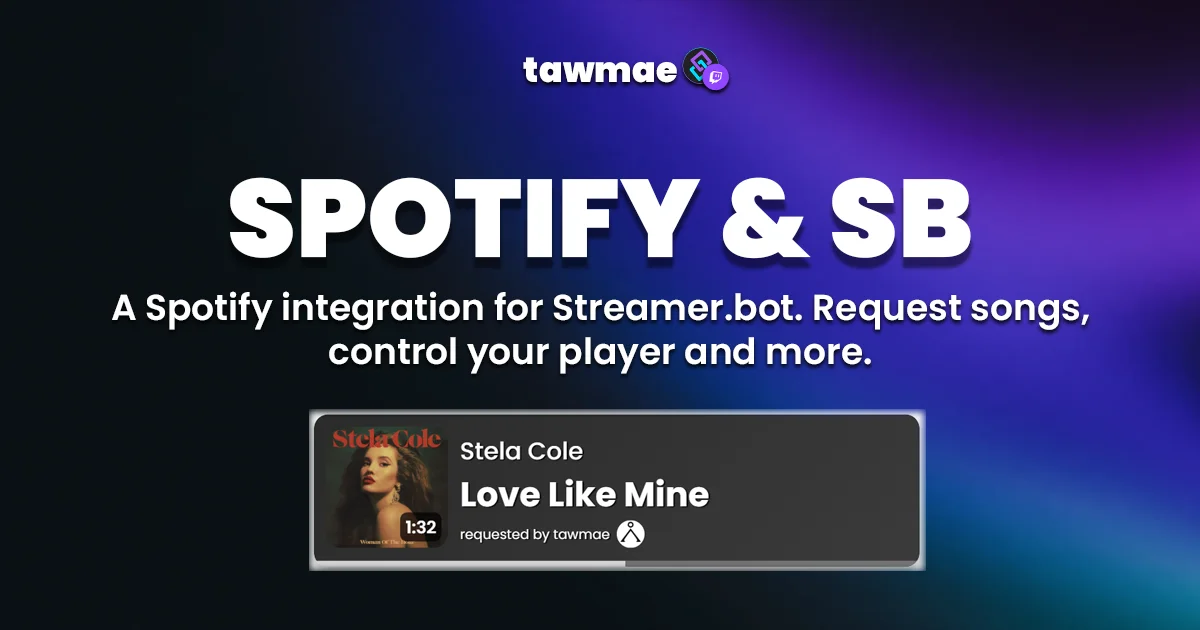 tawmae
SPOTIFY & SB
A Spotify integration for Streamer.bot. Request songs,
control your player and more.
Stela Cole
Stela Cole
Love Like Mine
1:32
requested by tawmae